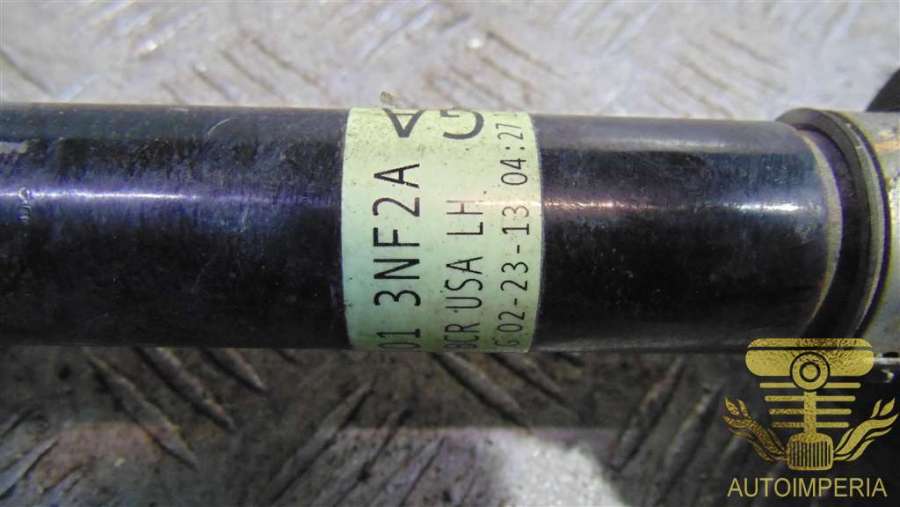 01 3NF2A
CR USA LH
02-23-13 04:27
AUTOIMPERIA